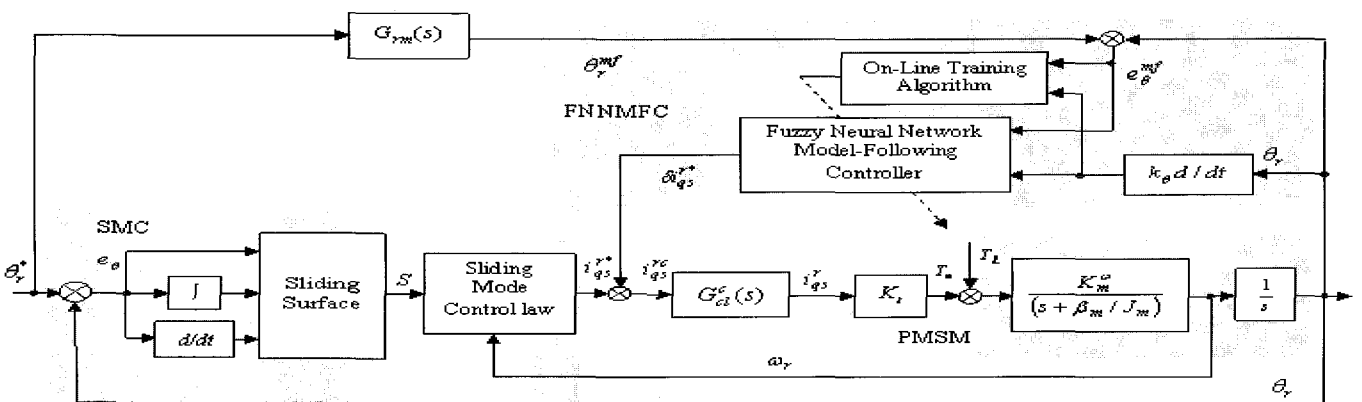 G_rm(s)
θ_r^mf
On-Line Training
Algorithm
e_θ^mf
FNNMFC
Fuzzy Neural Network
Model-Following
Controller
δi_qs^r*
k_θ d / dt
θ_r
SMC
θ_r^*
e_θ
∫
d/dt
Sliding
Surface
S
Sliding
Mode
Control law
i_qs^r*
i_qs^rc
G_cl^c(s)
i_qs^r
K_t
T_e
T_L
K_m^ω
(s + β_m / J_m)
1
s
PMSM
ω_r
θ_r